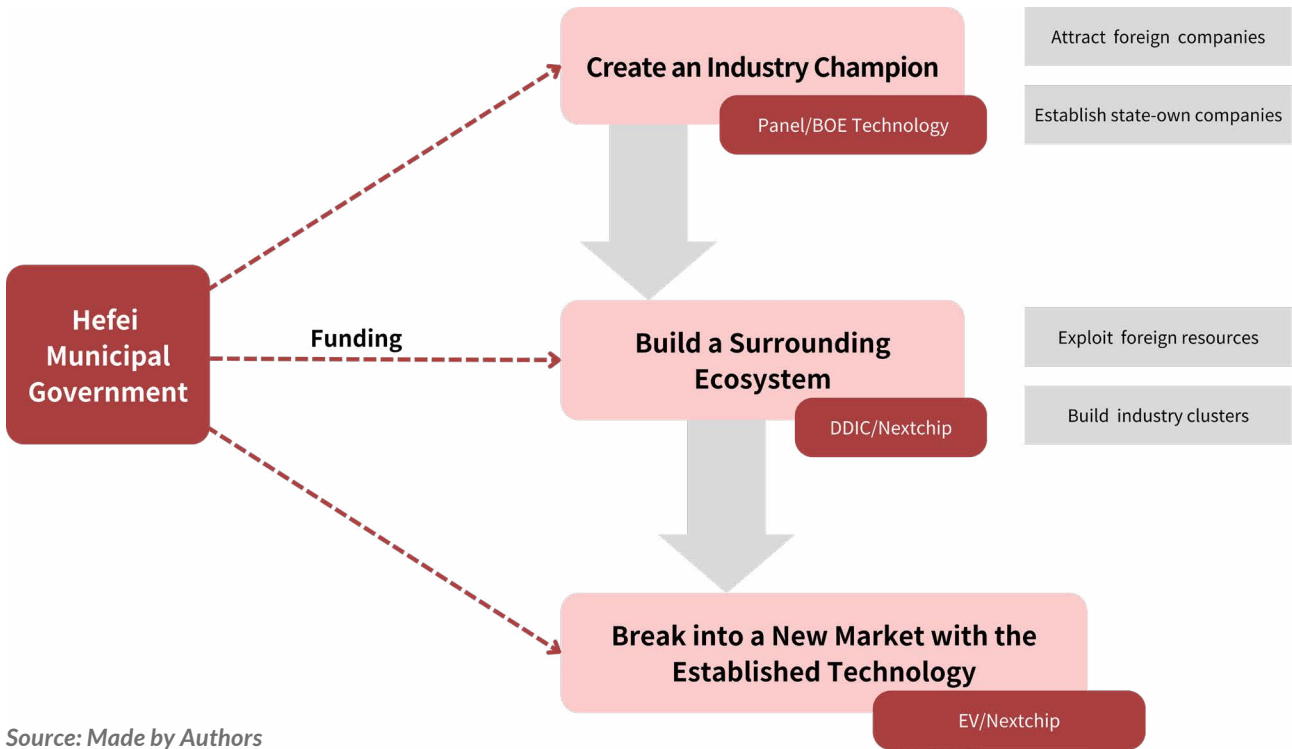 Create an Industry Champion
Panel/BOE Technology
Attract foreign companies
Establish state-own companies
Hefei
Municipal
Government
Funding
Build a Surrounding
Ecosystem
DDIC/Nextchip
Exploit foreign resources
Build industry clusters
Break into a New Market with the
Established Technology
EV/Nextchip
Source: Made by Authors